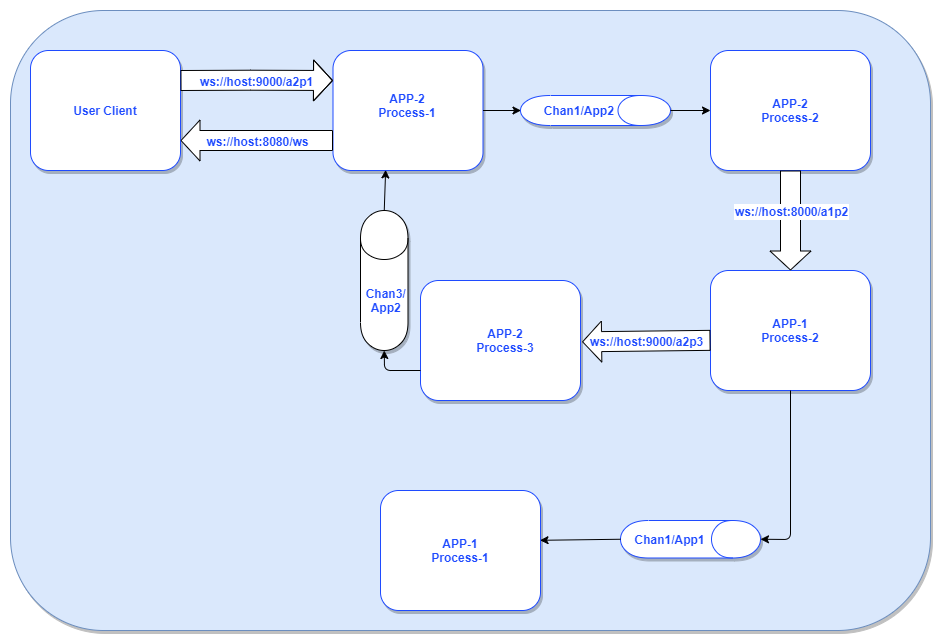 User Client
ws://host:9000/a2p1
ws://host:8080/ws
APP-2
Process-1
Chan1/App2
APP-2
Process-2
ws://host:8000/a1p2
Chan3/
App2
APP-2
Process-3
ws://host:9000/a2p3
APP-1
Process-2
APP-1
Process-1
Chan1/App1